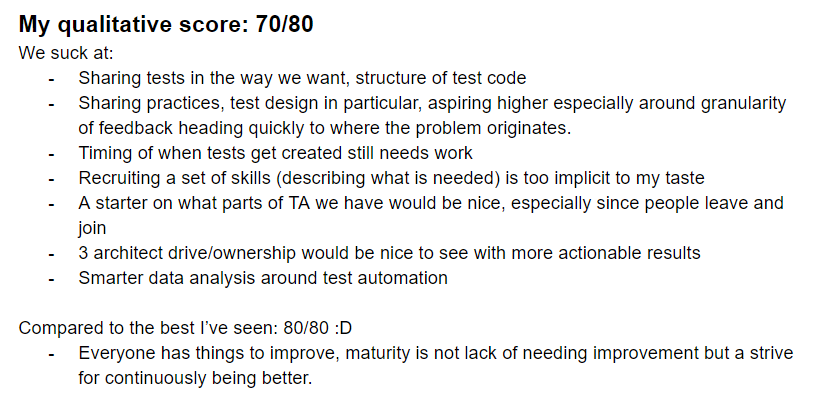 My qualitative score: 70/80
We suck at:
- Sharing tests in the way we want, structure of test code
- Sharing practices, test design in particular, aspiring higher especially around granularity
of feedback heading quickly to where the problem originates.
- Timing of when tests get created still needs work
- Recruiting a set of skills (describing what is needed) is too implicit to my taste
- A starter on what parts of TA we have would be nice, especially since people leave and
join
- 3 architect drive/ownership would be nice to see with more actionable results
- Smarter data analysis around test automation
Compared to the best I’ve seen: 80/80 :D
- Everyone has things to improve, maturity is not lack of needing improvement but a strive
for continuously being better.